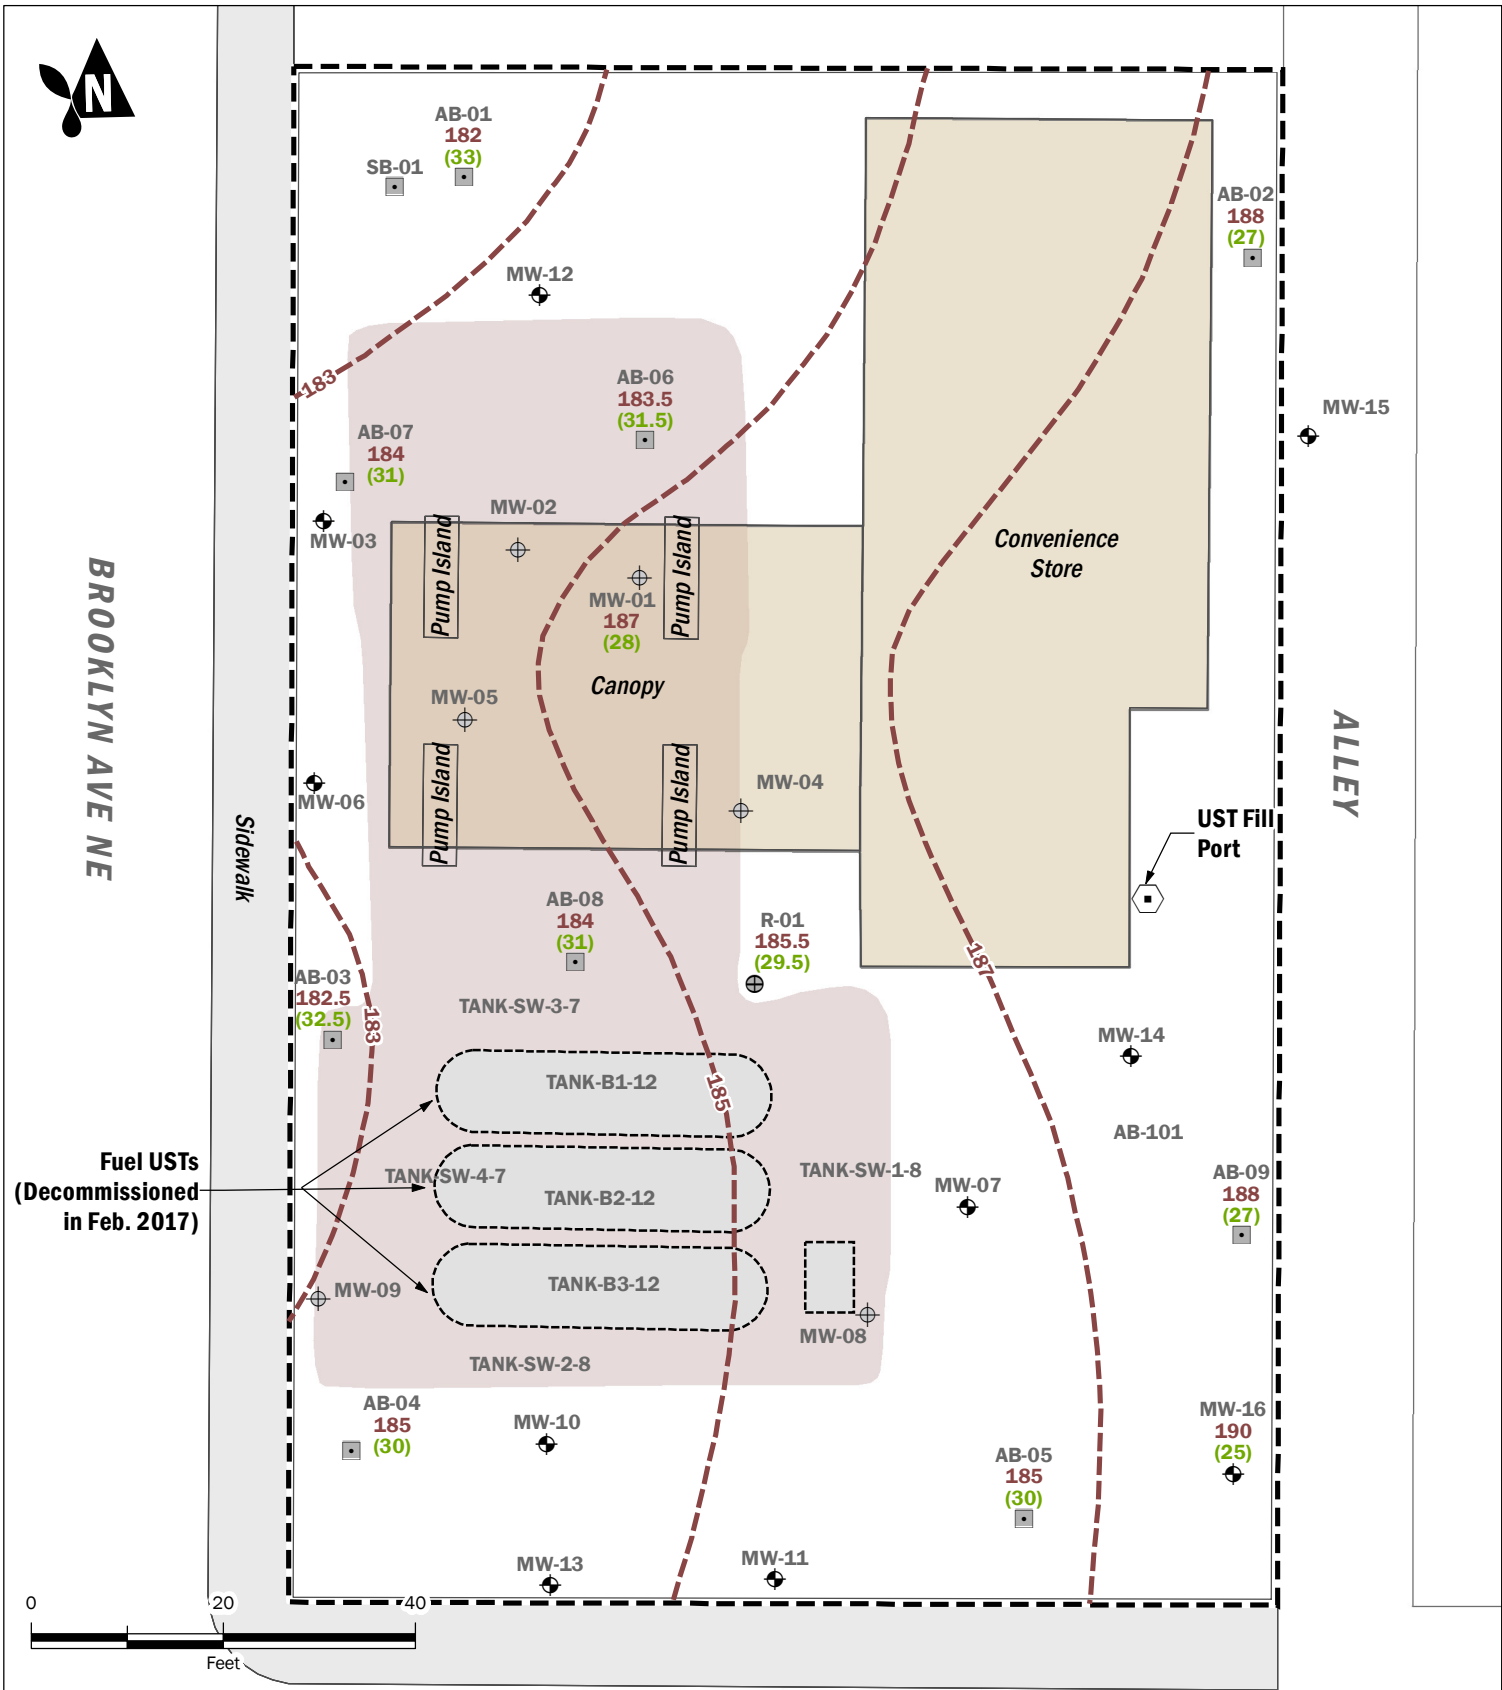 N
AB-01
182
(33)
SB-01
AB-02
188
(27)
MW-12
183
AB-06
183.5
(31.5)
MW-15
AB-07
184
(31)
MW-02
MW-03
Pump Island
Pump Island
Convenience
Store
MW-01
187
(28)
BROOKLYN AVE NE
Canopy
MW-05
ALLEY
MW-04
MW-06
Pump Island
Pump Island
Sidewalk
UST Fill
Port
AB-08
184
(31)
R-01
185.5
(29.5)
187
AB-03
182.5
(32.5)
183
TANK-SW-3-7
MW-14
TANK-B1-12
185
AB-101
Fuel USTs
(Decommissioned
in Feb. 2017)
TANK-SW-4-7
TANK-B2-12
TANK-SW-1-8
MW-07
AB-09
188
(27)
MW-09
TANK-B3-12
MW-08
TANK-SW-2-8
AB-04
185
(30)
MW-10
MW-16
190
(25)
AB-05
185
(30)
MW-13
MW-11
0
20
40
Feet